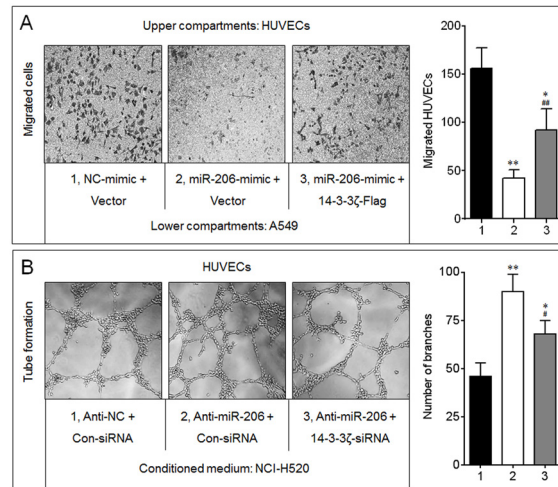 A
Upper compartments: HUVECs
Migrated cells
1, NC-mimic +
Vector
2, miR-206-mimic +
Vector
3, miR-206-mimic +
14-3-3ζ-Flag
Lower compartments: A549
Migrated HUVECs
200
150
100
50
0
**
*
##
1
2
3
B
HUVECs
Tube formation
1, Anti-NC +
Con-siRNA
2, Anti-miR-206 +
Con-siRNA
3, Anti-miR-206 +
14-3-3ζ-siRNA
Conditioned medium: NCI-H520
Number of branches
100
75
50
25
0
**
*
#
1
2
3